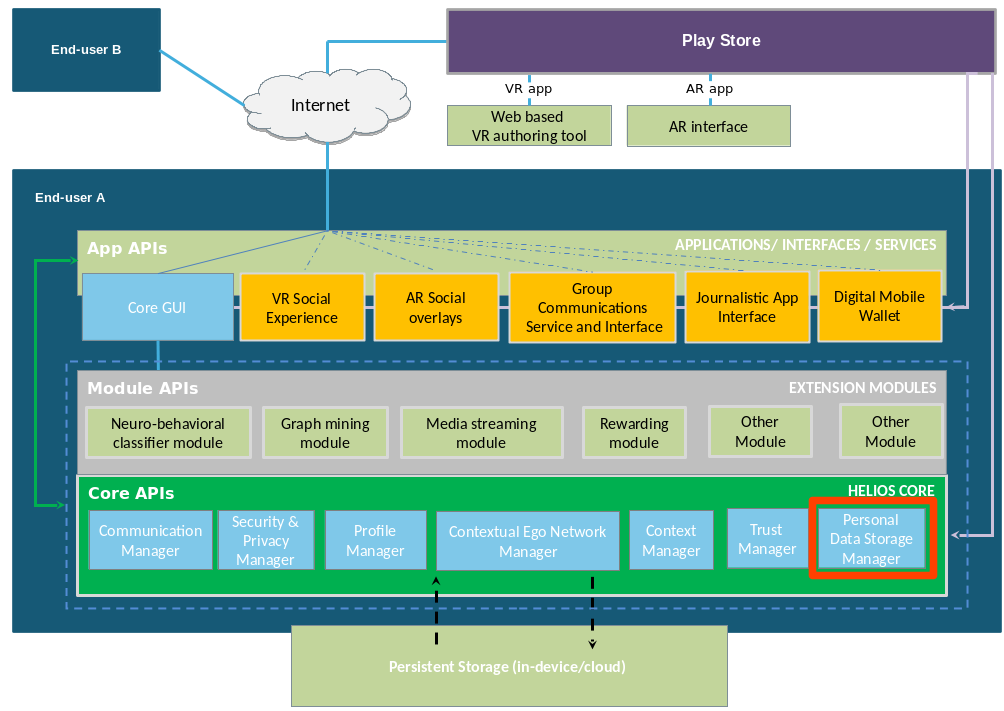 End-user B
Play Store
Internet
VR app
AR app
Web based
VR authoring tool
AR interface
End-user A
App APIs
APPLICATIONS/ INTERFACES / SERVICES
Core GUI
VR Social
Experience
AR Social
overlays
Group
Communications
Service and Interface
Journalistic App
Interface
Digital Mobile
Wallet
Module APIs
EXTENSION MODULES
Neuro-behavioral
classifier module
Graph mining
module
Media streaming
module
Rewarding
module
Other
Module
Other
Module
Core APIs
HELIOS CORE
Communication
Manager
Security &
Privacy
Manager
Profile
Manager
Contextual Ego Network
Manager
Context
Manager
Trust
Manager
Personal
Data Storage
Manager
Persistent Storage (in-device/cloud)